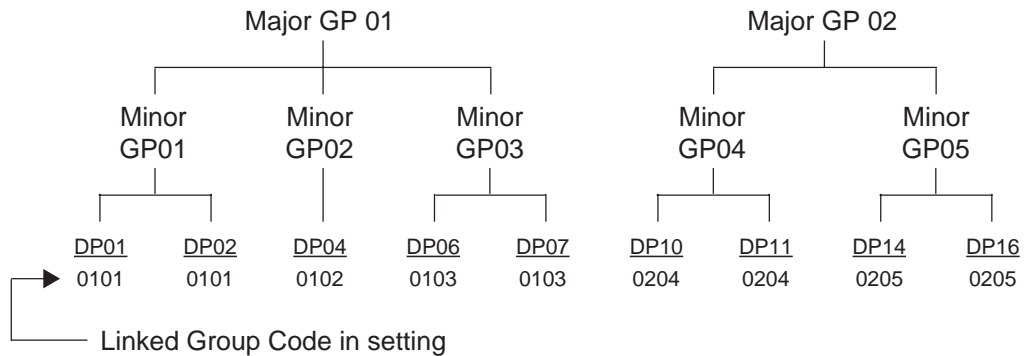 Major GP 01 Major GP 02
Minor Minor Minor Minor Minor
GP01 GP02 GP03 GP04 GP05
DP01 DP02 DP04 DP06 DP07 DP10 DP11 DP14 DP16
0101 0101 0102 0103 0103 0204 0204 0205 0205
Linked Group Code in setting